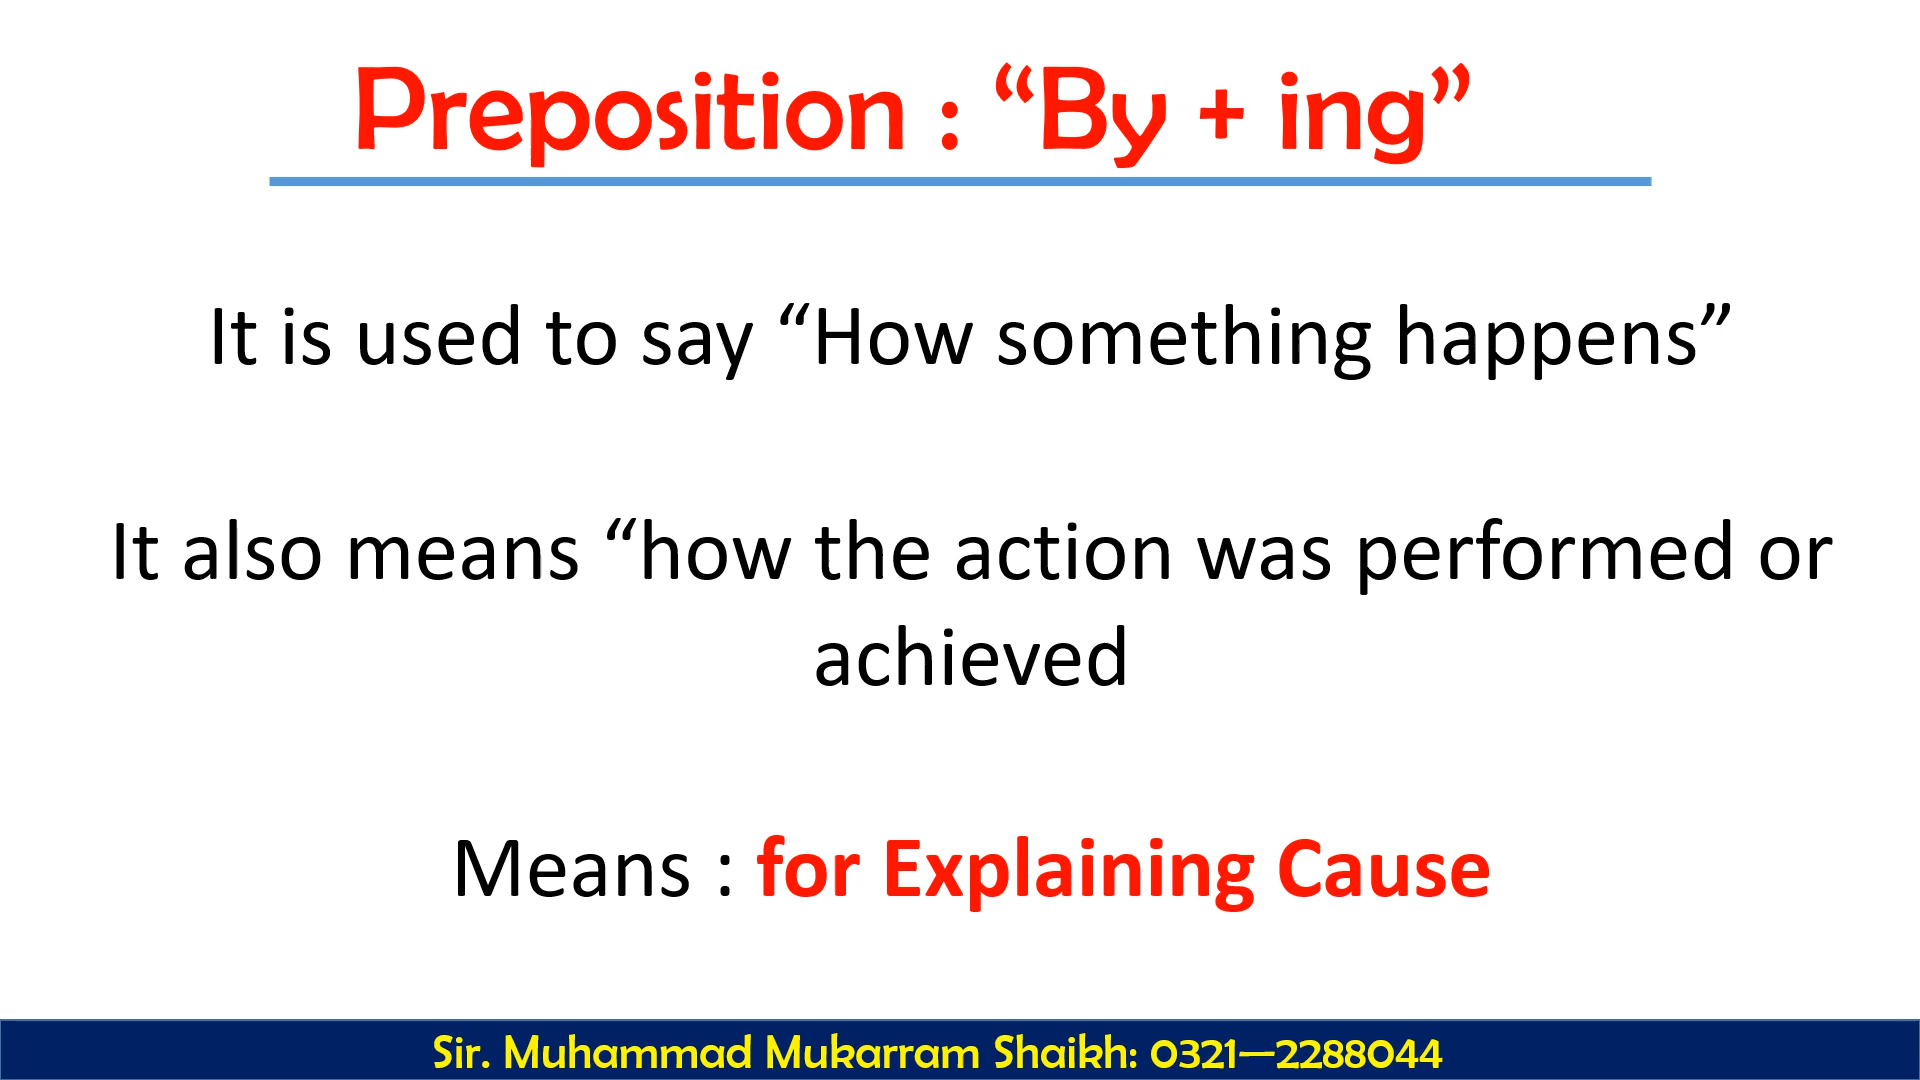 Preposition : “By + ing”
It is used to say “How something happens”
It also means “how the action was performed or
achieved
Means : for Explaining Cause
Sir. Muhammad Mukarram Shaikh: 0321—2288044